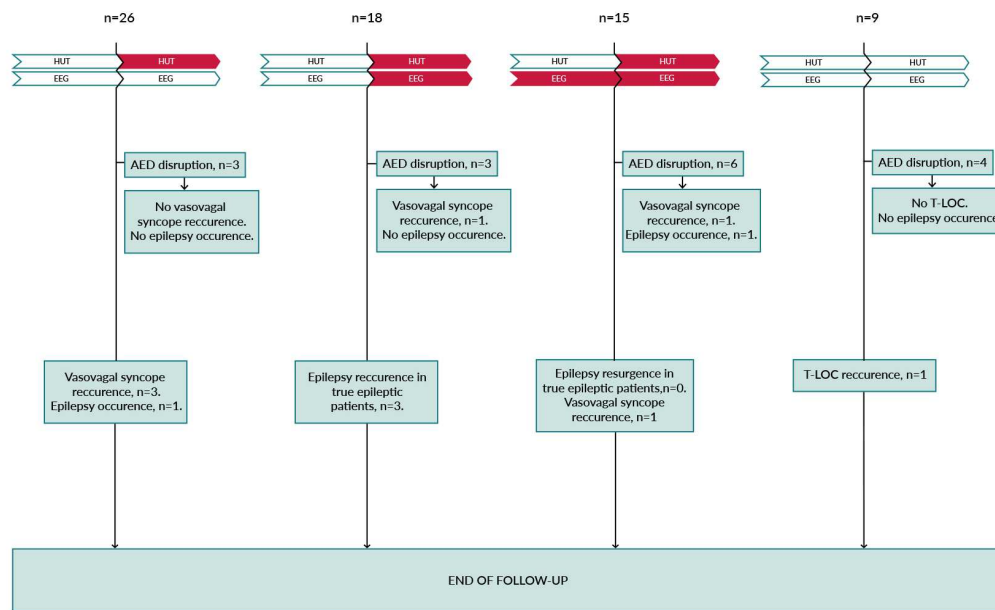 n=26
n=18
n=15
n=9
HUT HUT
EEG EEG
HUT HUT
EEG EEG
HUT HUT
EEG EEG
HUT HUT
EEG EEG
AED disruption, n=3
No vasovagal
syncope reccurence.
No epilepsy occurence.
AED disruption, n=3
Vasovagal syncope
reccurence, n=1.
No epilepsy occurence.
AED disruption, n=6
Vasovagal syncope
reccurence, n=1.
Epilepsy occurence, n=1.
AED disruption, n=4
No T-LOC.
No epilepsy occurence
Vasovagal syncope
reccurence, n=3.
Epilepsy occurence, n=1.
Epilepsy reccurence in
true epileptic
patients, n=3.
Epilepsy resurgence in
true epileptic patients,n=0.
Vasovagal syncope
reccurence, n=1
T-LOC reccurence, n=1
END OF FOLLOW-UP